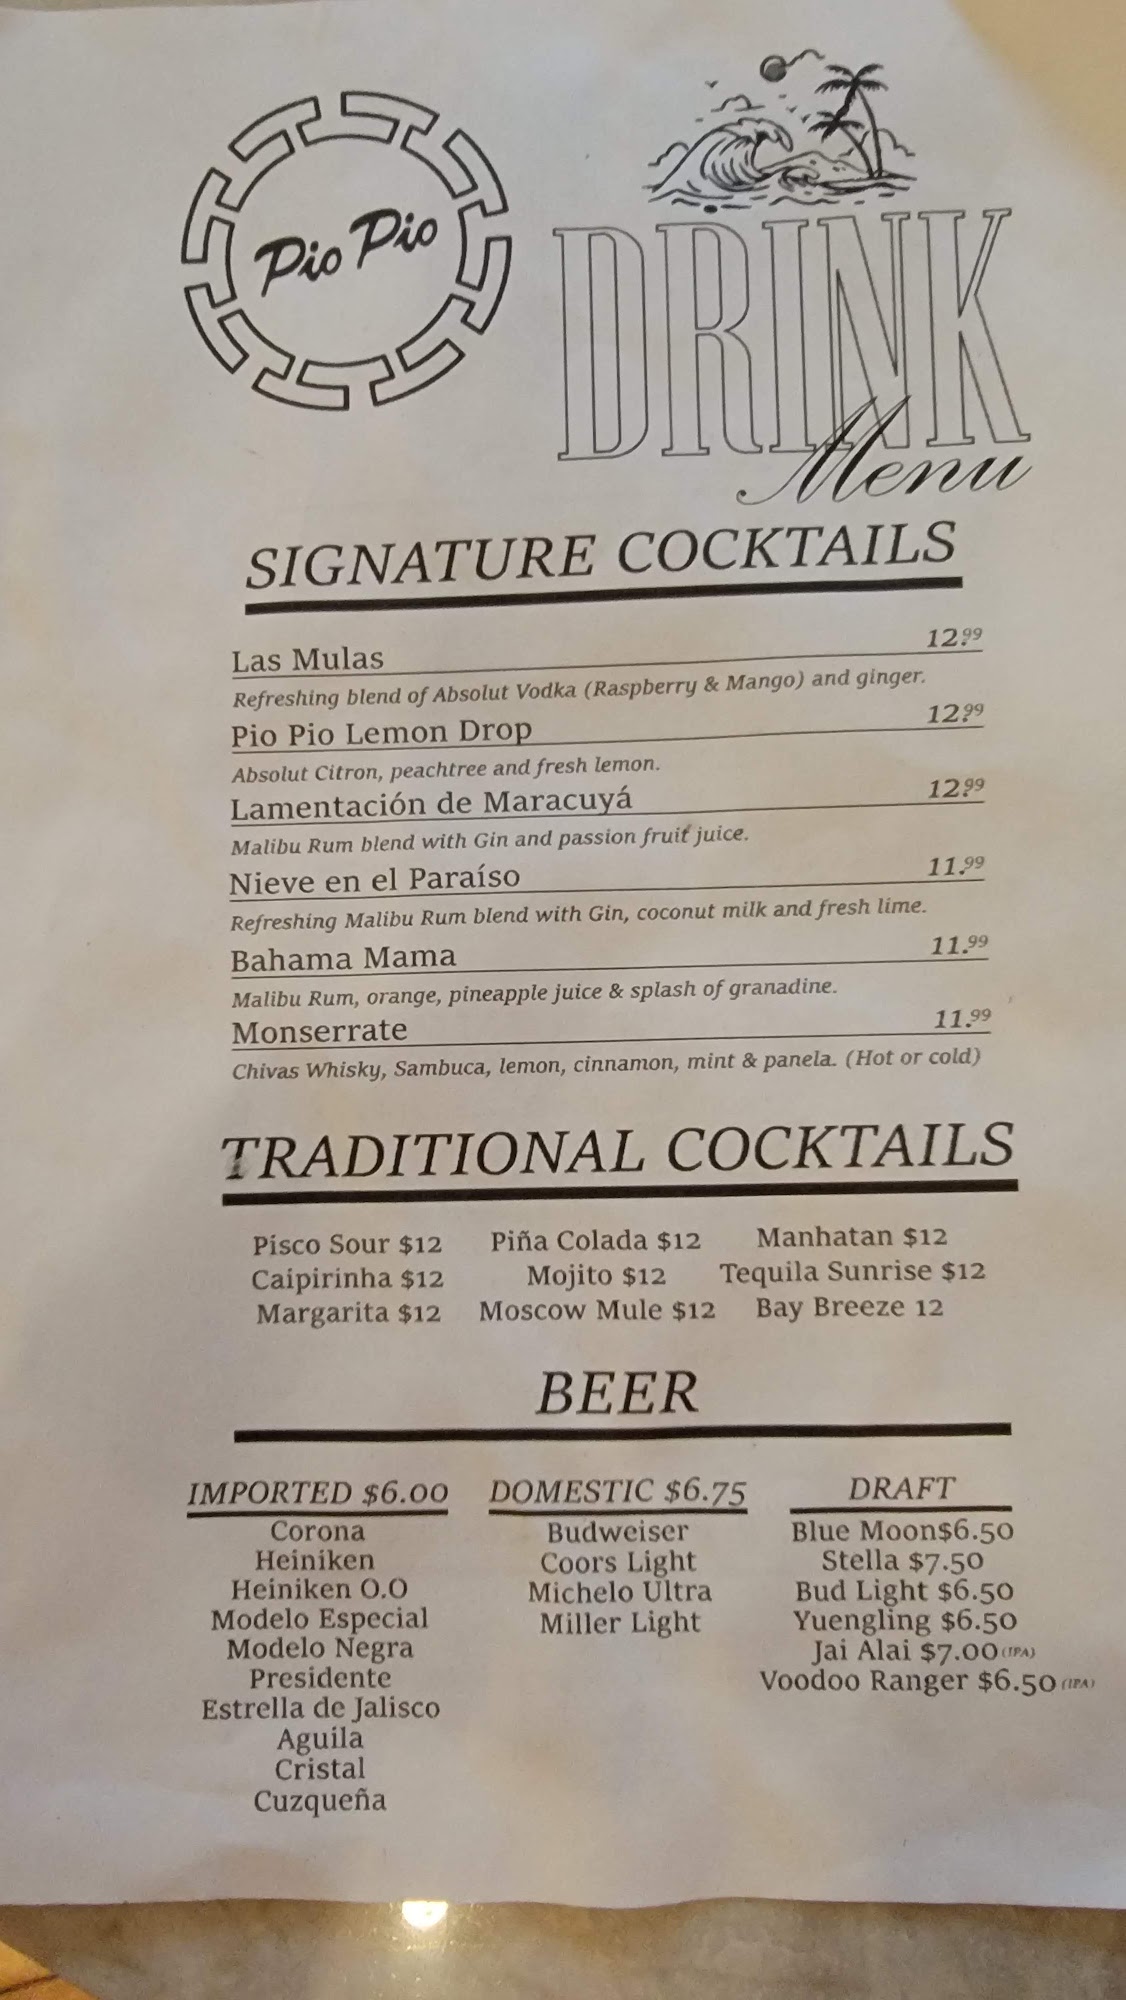 Pio Pio
DRINK
Menu
SIGNATURE COCKTAILS
Las Mulas 12.99
Refreshing blend of Absolut Vodka (Raspberry & Mango) and ginger.
Pio Pio Lemon Drop 12.99
Absolut Citron, peachtree and fresh lemon.
Lamentación de Maracuyá 12.99
Malibu Rum blend with Gin and passion fruit juice.
Nieve en el Paraíso 11.99
Refreshing Malibu Rum blend with Gin, coconut milk and fresh lime.
Bahama Mama 11.99
Malibu Rum, orange, pineapple juice & splash of granadine.
Monserrate 11.99
Chivas Whisky, Sambuca, lemon, cinnamon, mint & panela. (Hot or cold)
TRADITIONAL COCKTAILS
Pisco Sour $12 Piña Colada $12 Manhatan $12
Caipirinha $12 Mojito $12 Tequila Sunrise $12
Margarita $12 Moscow Mule $12 Bay Breeze 12
BEER
IMPORTED $6.00
Corona
Heiniken
Heiniken 0.0
Modelo Especial
Modelo Negra
Presidente
Estrella de Jalisco
Aguila
Cristal
Cuzqueña
DOMESTIC $6.75
Budweiser
Coors Light
Michelo Ultra
Miller Light
DRAFT
Blue Moon$6.50
Stella $7.50
Bud Light $6.50
Yuengling $6.50
Jai Alai $7.00 (IPA)
Voodoo Ranger $6.50 (IPA)